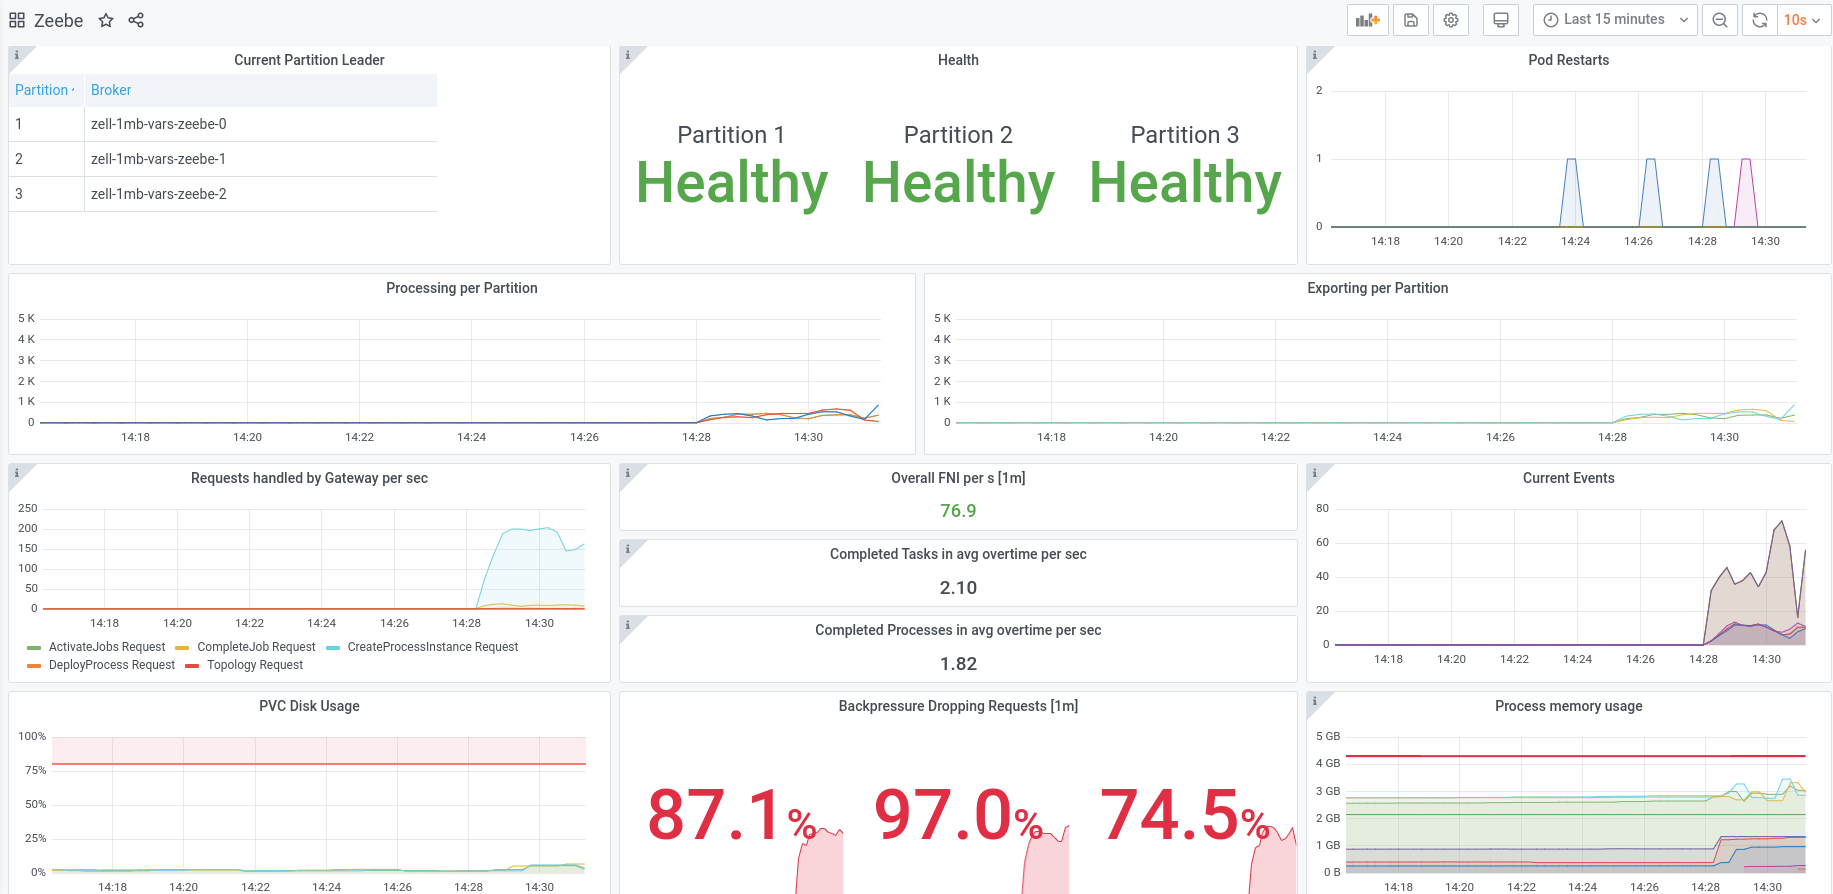 Zeebe
Last 15 minutes
10s
Current Partition Leader
Partition Broker
1 zell-1mb-vars-zeebe-0
2 zell-1mb-vars-zeebe-1
3 zell-1mb-vars-zeebe-2
Health
Partition 1 Partition 2 Partition 3
Healthy Healthy Healthy
Pod Restarts
2
1
0
14:18 14:20 14:22 14:24 14:26 14:28 14:30
Processing per Partition
5 K
4 K
3 K
2 K
1 K
0
14:18 14:20 14:22 14:24 14:26 14:28 14:30
Exporting per Partition
5 K
4 K
3 K
2 K
1 K
0
14:18 14:20 14:22 14:24 14:26 14:28 14:30
Requests handled by Gateway per sec
250
200
150
100
50
0
14:18 14:20 14:22 14:24 14:26 14:28 14:30
ActivateJobs Request CompleteJob Request CreateProcessInstance Request
DeployProcess Request Topology Request
Overall FNI per s [1m]
76.9
Completed Tasks in avg overtime per sec
2.10
Completed Processes in avg overtime per sec
1.82
Current Events
80
60
40
20
0
14:18 14:20 14:22 14:24 14:26 14:28 14:30
PVC Disk Usage
100%
75%
50%
25%
0%
14:18 14:20 14:22 14:24 14:26 14:28 14:30
Backpressure Dropping Requests [1m]
87.1% 97.0% 74.5%
Process memory usage
5 GB
4 GB
3 GB
2 GB
1 GB
0 B
14:18 14:20 14:22 14:24 14:26 14:28 14:30